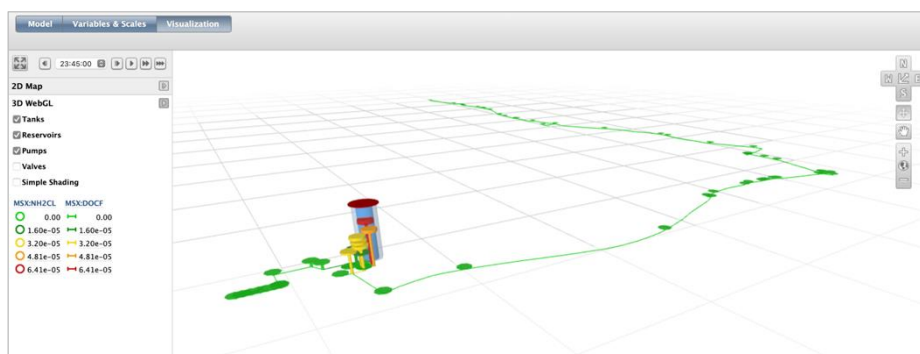 Model Variables & Scales Visualization
23:45:00
2D Map
3D WebGL
Tanks
Reservoirs
Pumps
Valves
Simple Shading
MSX:NH2CL MSX:DOCF
0.00 0.00
1.60e-05 1.60e-05
3.20e-05 3.20e-05
4.81e-05 4.81e-05
6.41e-05 6.41e-05
N
S